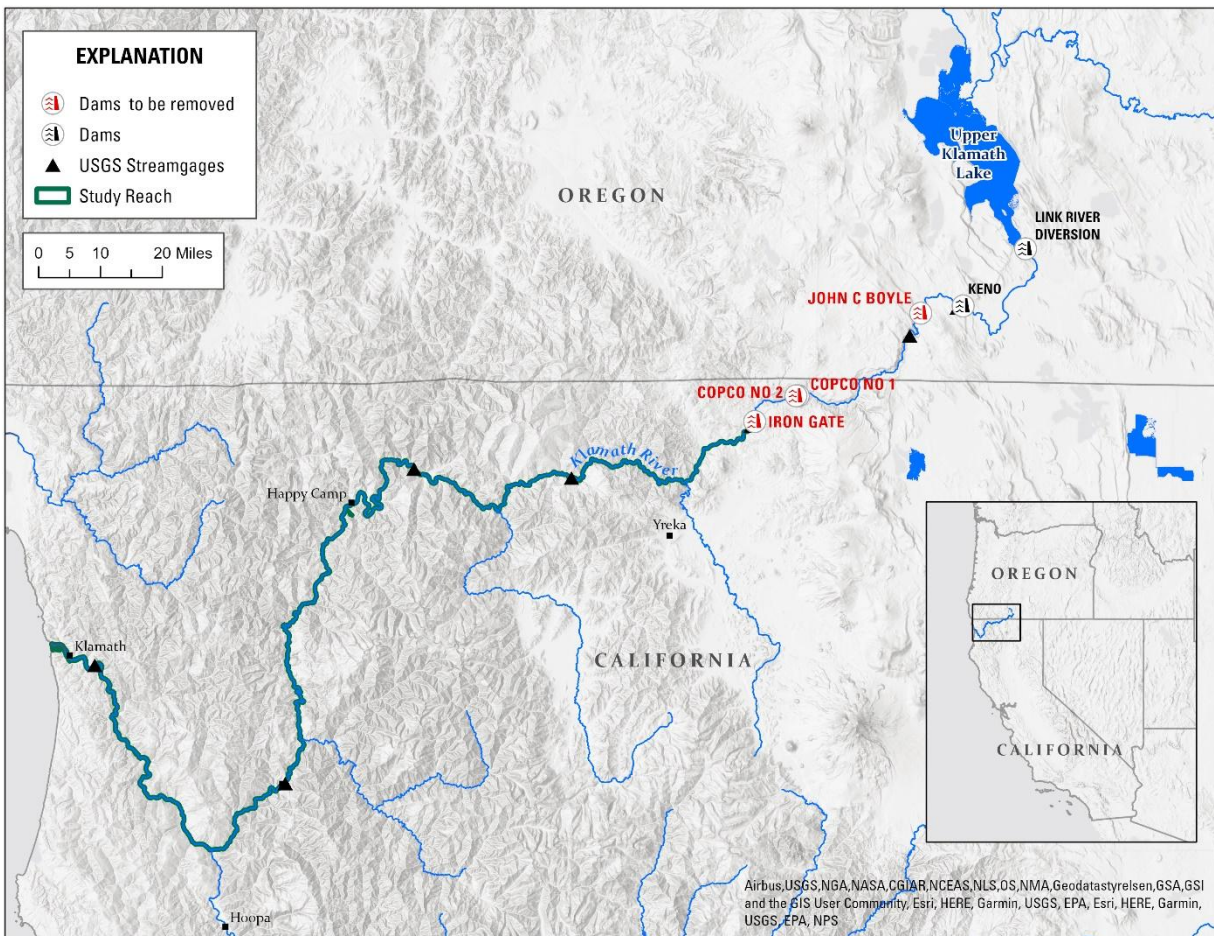 EXPLANATION
Dams to be removed
Dams
USGS Streamgages
Study Reach
0 5 10 20 Miles
OREGON
Upper
Klamath
Lake
LINK RIVER
DIVERSION
KENO
JOHN C BOYLE
COPCO NO 2
COPCO NO 1
IRON GATE
Klamath River
Happy Camp
Yreka
Klamath
CALIFORNIA
Hoopa
OREGON
CALIFORNIA
Airbus,USGS,NGA,NASA,CGIAR,NCEAS,NLS,OS,NMA,Geodatastyrelsen,GSA,GSI
and the GIS User Community, Esri, HERE, Garmin, USGS, EPA, Esri, HERE, Garmin,
USGS, EPA, NPS